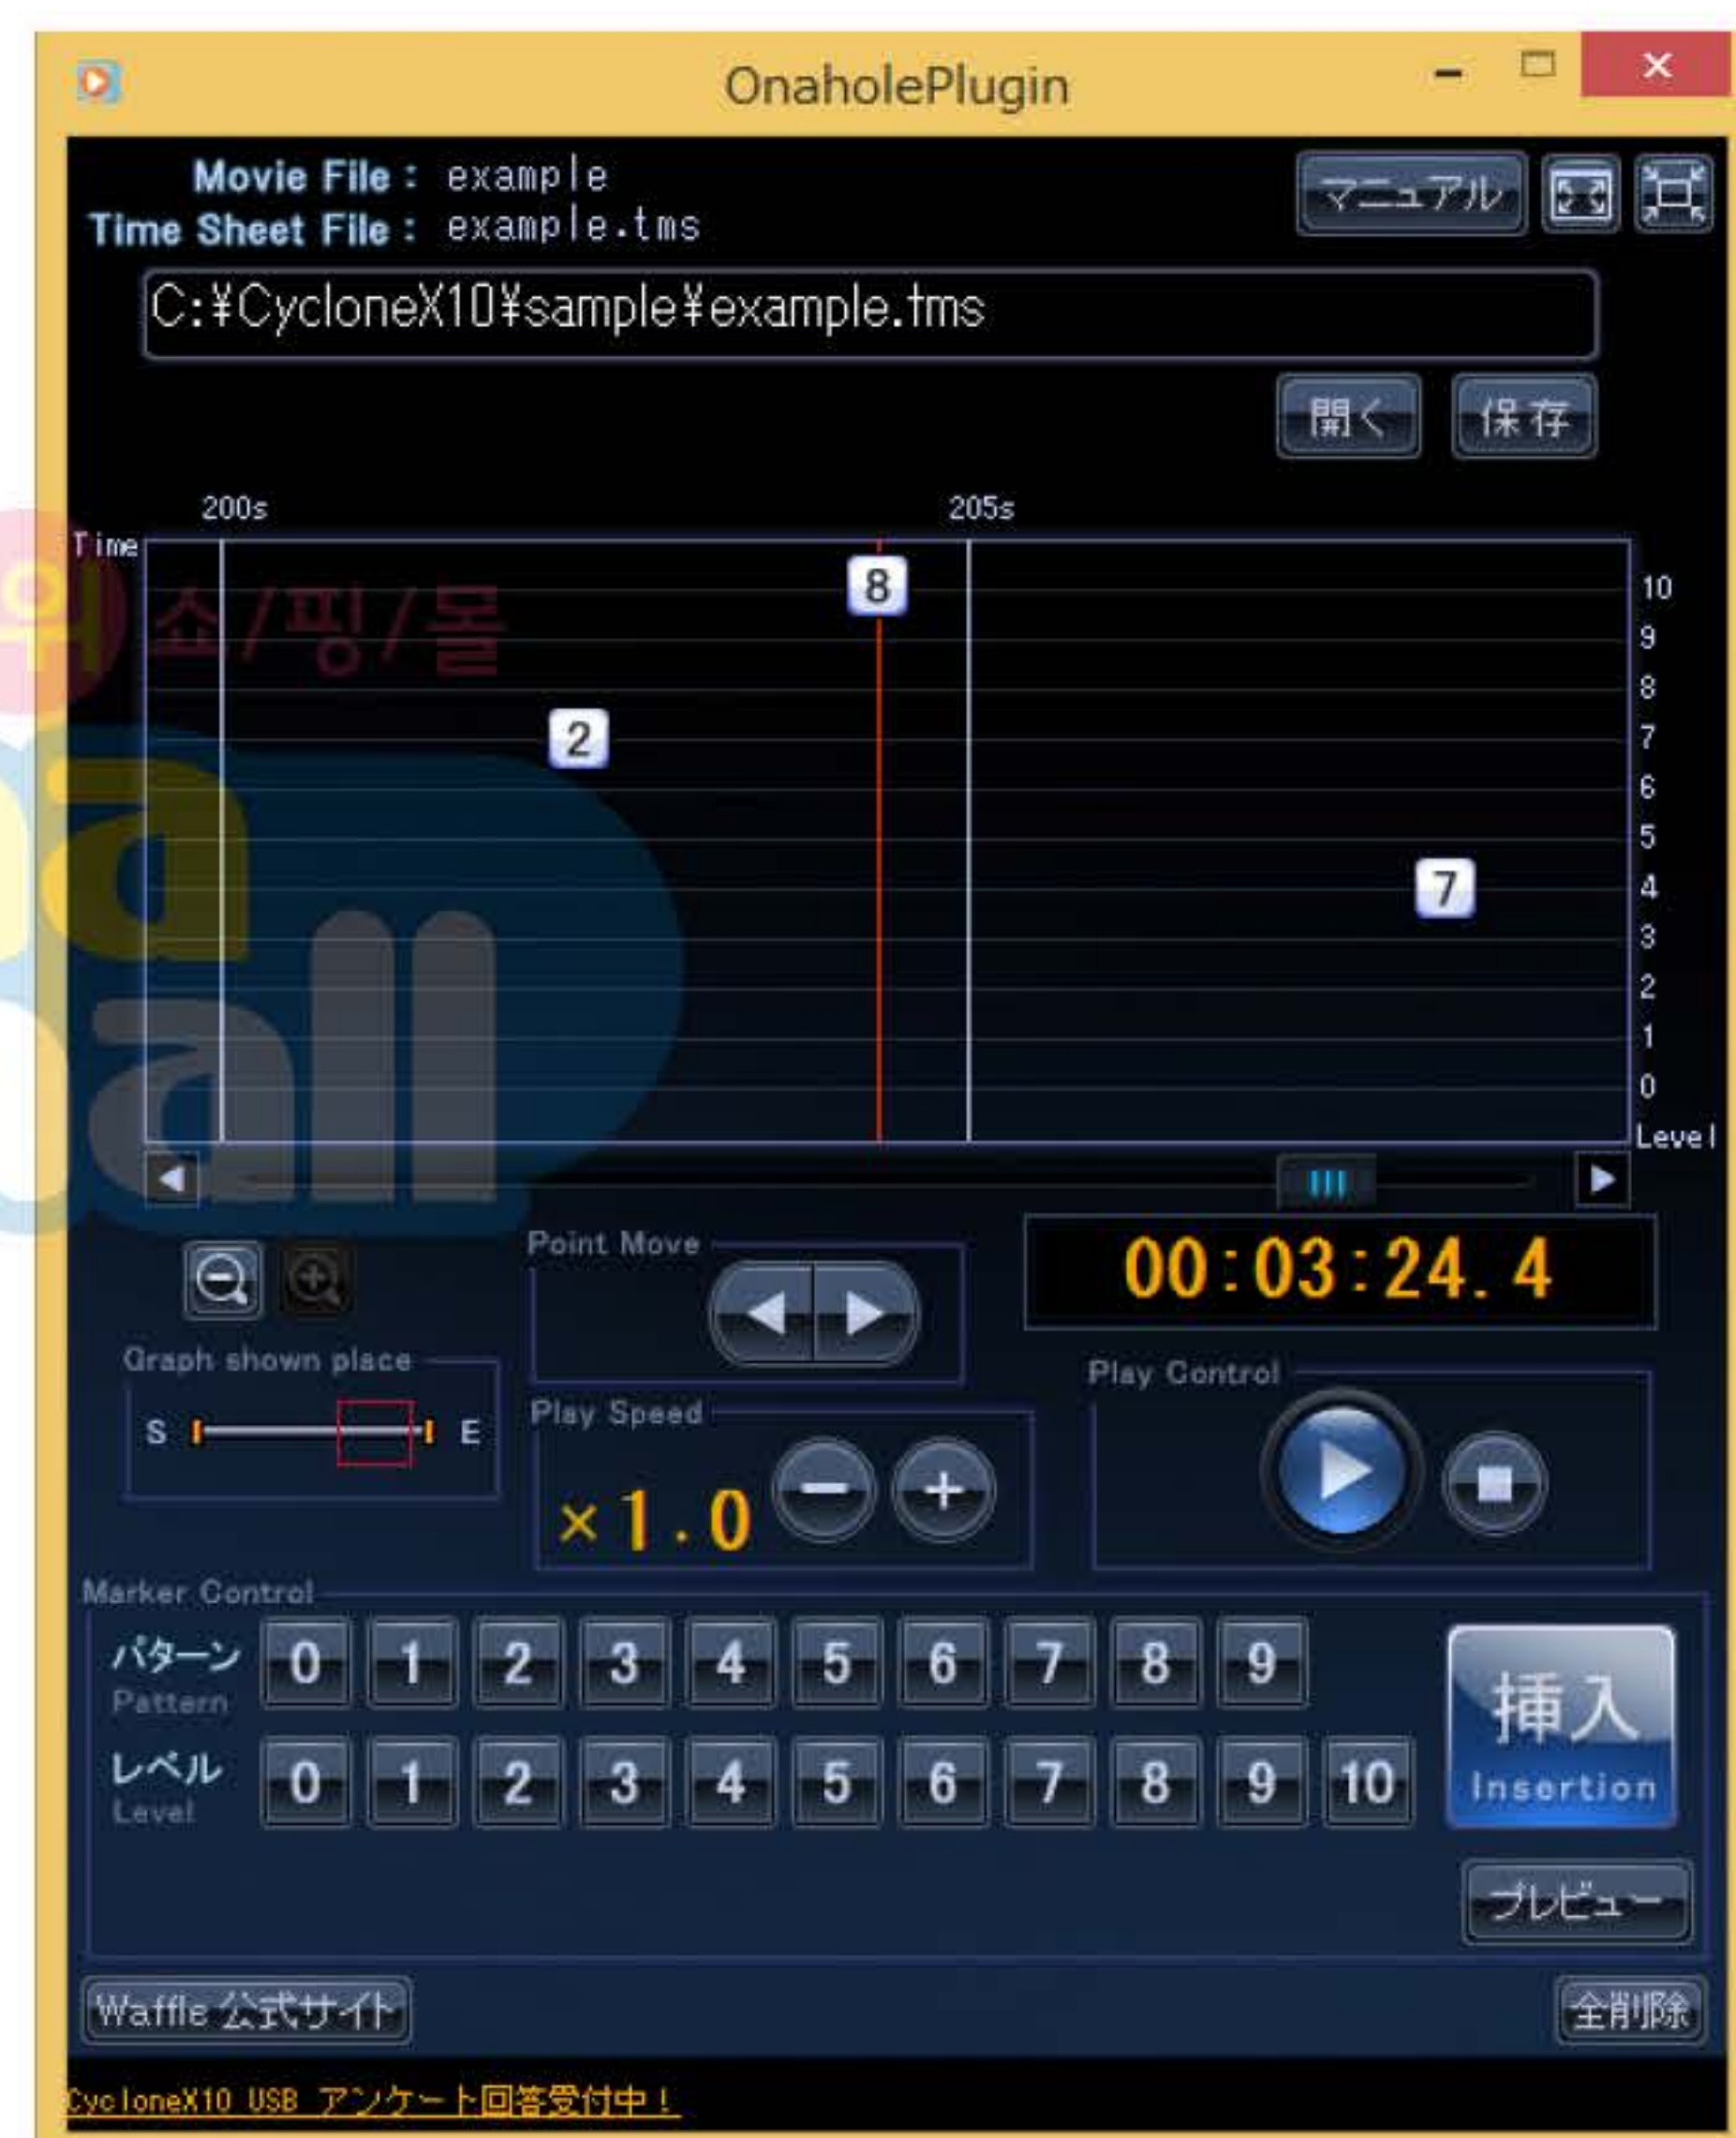 OnaholePlugin
Movie File : example
マニュアル
Time Sheet File : example.tms
C:¥CycloneX10¥sample¥example.tms
開く 保存
200s 205s
Time
8
10
9
8
2
7
6
5
7
4
3
2
1
0
Level
위 쇼/핑/몰
all
Point Move
00:03:24.4
Graph shown place
S E
Play Speed
×1.0
Play Control
Marker Control
パターン 0 1 2 3 4 5 6 7 8 9
Pattern
挿入
レベル 0 1 2 3 4 5 6 7 8 9 10
Level
Insertion
プレビュー
Waffle 公式サイト 全削除
CycloneX10 USB アンケート回答受付中!